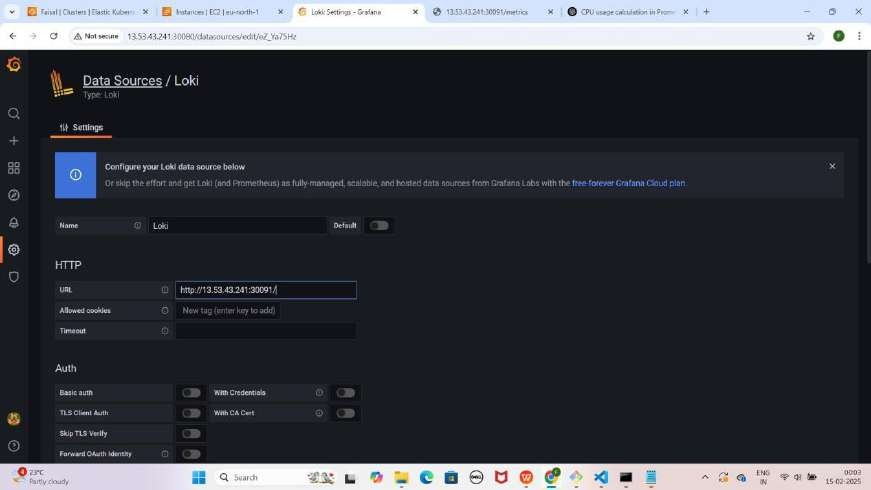 Faisal | Clusters | Elastic Kubern
Instances | EC2 | eu-north-1
Loki: Settings - Grafana
13.53.43.241:30091/metrics
CPU usage calculation in Prom
Not secure
13.53.43.241:30080/datasources/edit/eZ_Ya75Hz
F
Data Sources / Loki
Type: Loki
Settings
Configure your Loki data source below
Or skip the effort and get Loki (and Prometheus) as fully-managed, scalable, and hosted data sources from Grafana Labs with the free-forever Grafana Cloud plan.
Name
Loki
Default
HTTP
URL
http://13.53.43.241:30091/
Allowed cookies
New tag (enter key to add)
Timeout
Auth
Basic auth
With Credentials
TLS Client Auth
With CA Cert
Skip TLS Verify
Forward OAuth Identity
4
23°C
Partly cloudy
Search
ENG
IN
00:03
15-02-2025